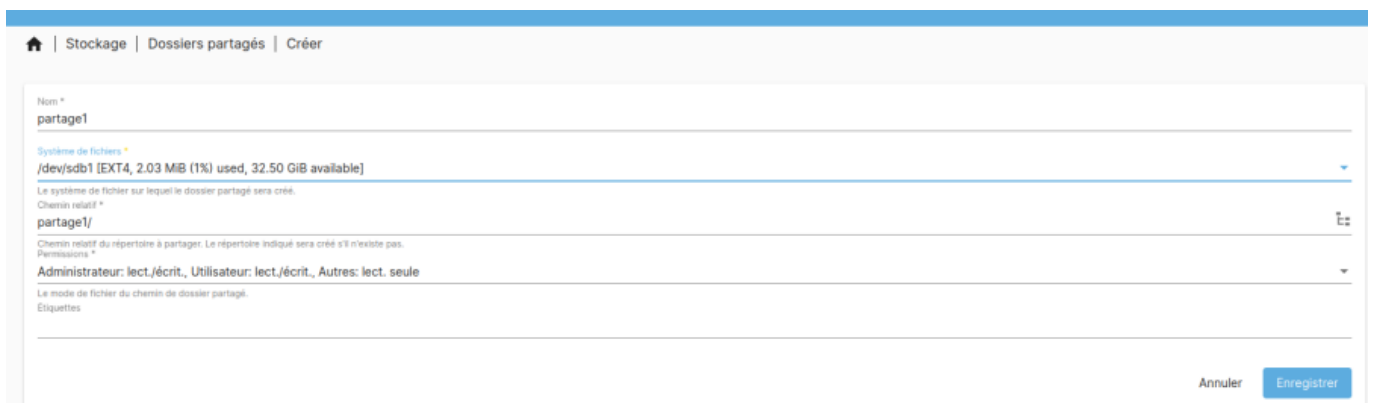 Stockage | Dossiers partagés | Créer
Nom *
partage1
Système de fichiers *
/dev/sdb1 [EXT4, 2.03 MiB (1%) used, 32.50 GiB available]
Le système de fichier sur lequel le dossier partagé sera créé.
Chemin relatif *
partage1/
Chemin relatif du répertoire à partager. Le répertoire indiqué sera créé s'il n'existe pas.
Permissions *
Administrateur: lect./écrit., Utilisateur: lect./écrit., Autres: lect. seule
Le mode de fichier du chemin de dossier partagé.
Étiquettes
Annuler Enregistrer